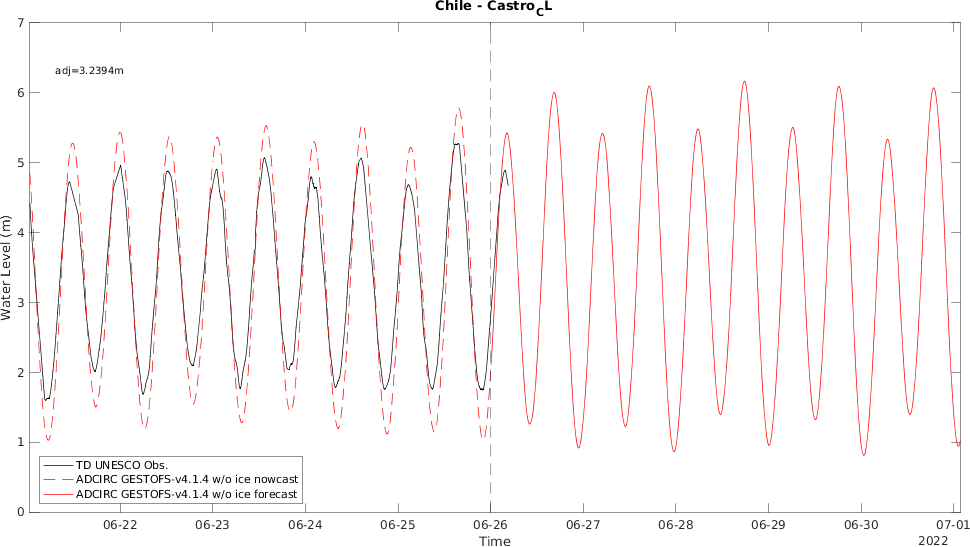 Chile - Castro_CL
7
adj=3.2394m
6
5
4
3
2
1
0
Water Level (m)
TD UNESCO Obs.
ADCIRC GESTOFS-v4.1.4 w/o ice nowcast
ADCIRC GESTOFS-v4.1.4 w/o ice forecast
06-22 06-23 06-24 06-25 06-26 06-27 06-28 06-29 06-30 07-01
Time
2022